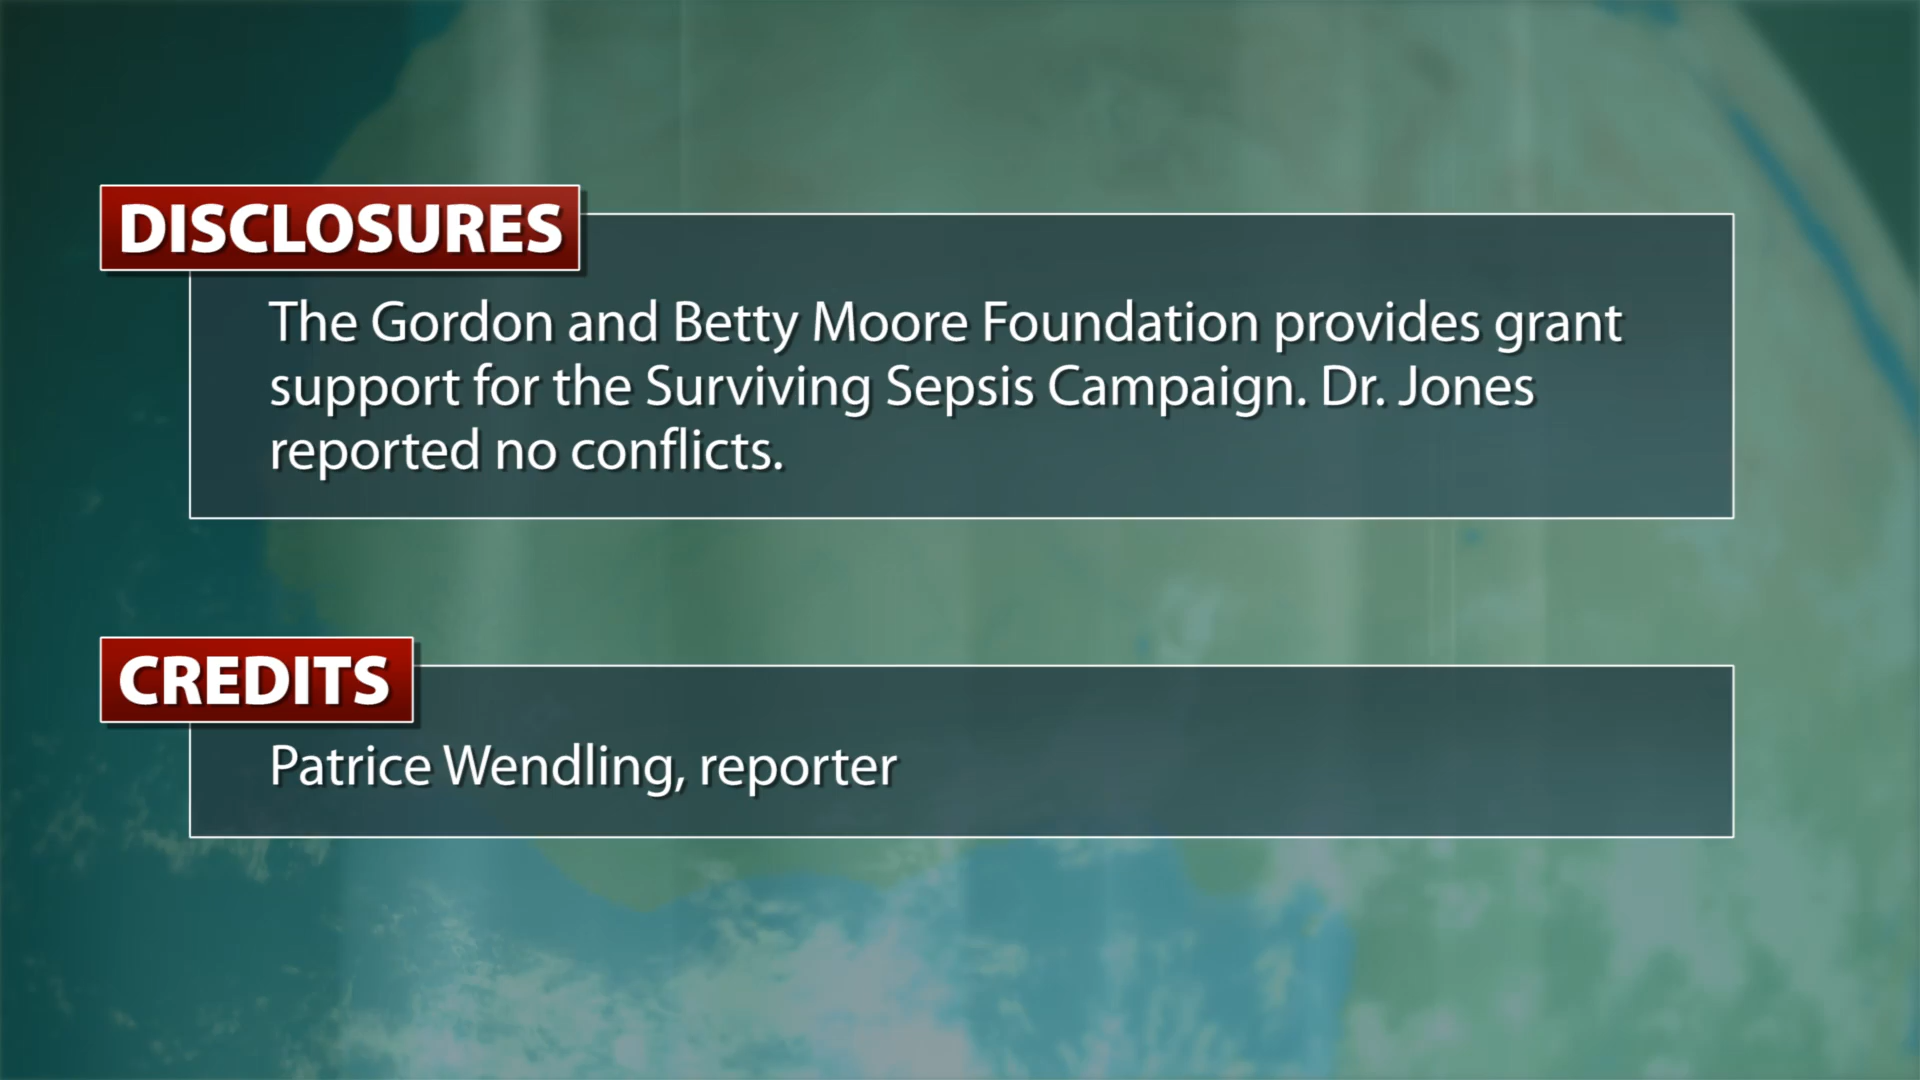 DISCLOSURES
The Gordon and Betty Moore Foundation provides grant
support for the Surviving Sepsis Campaign. Dr. Jones
reported no conflicts.
CREDITS
Patrice Wendling, reporter